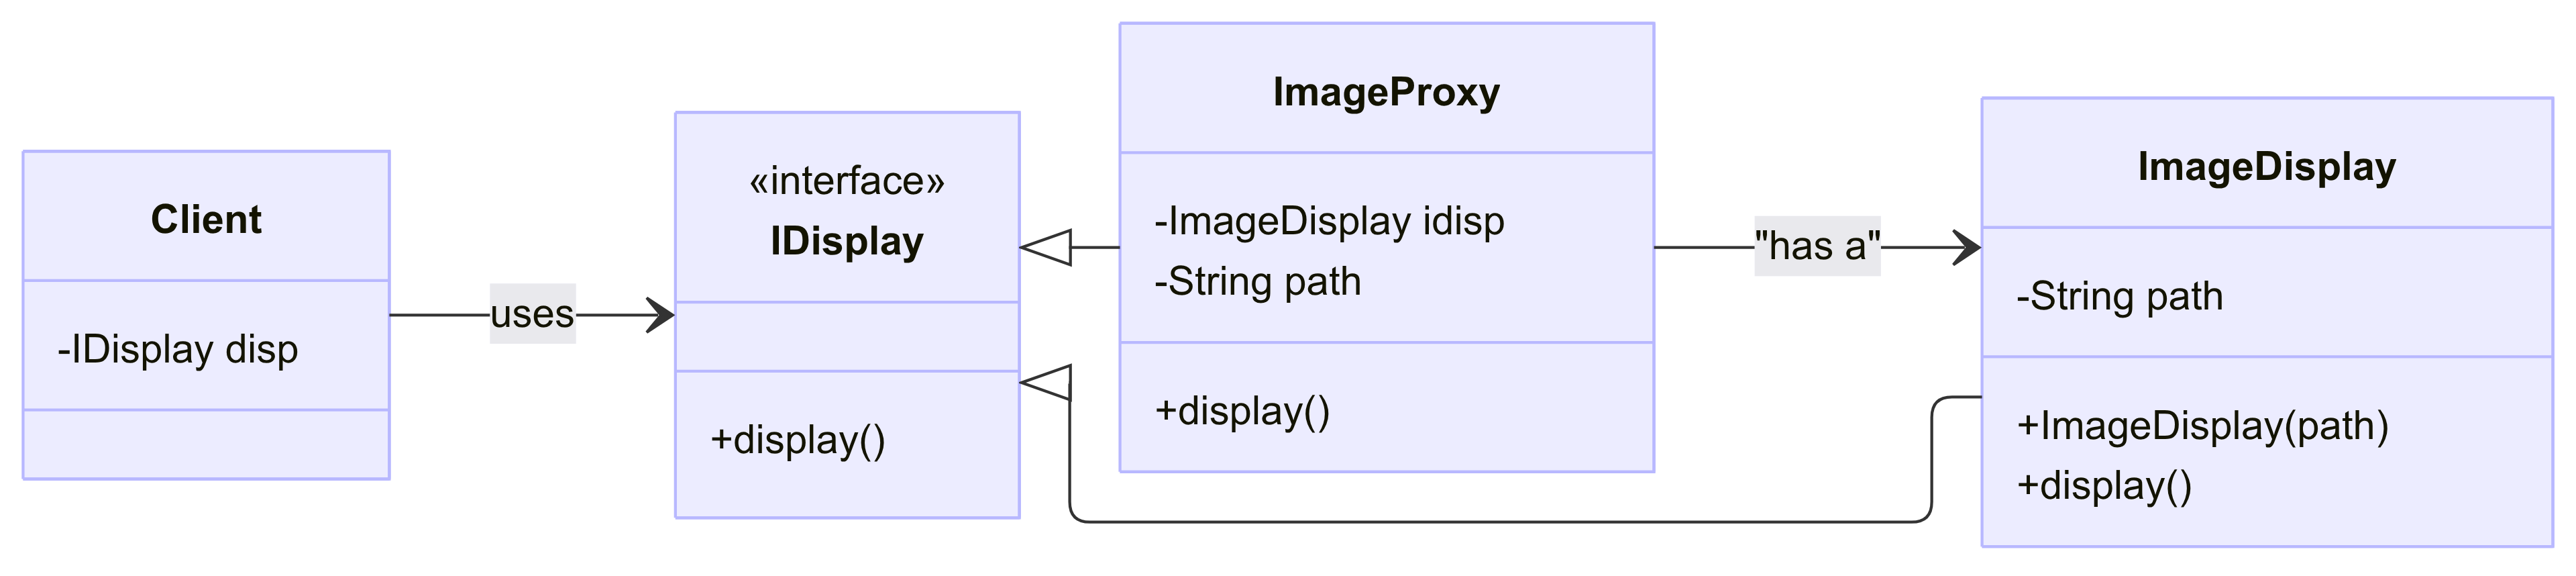 Client
-IDisplay disp
uses
«interface»
IDisplay
+display()
ImageProxy
-ImageDisplay idisp
-String path
+display()
"has a"
ImageDisplay
-String path
+ImageDisplay(path)
+display()